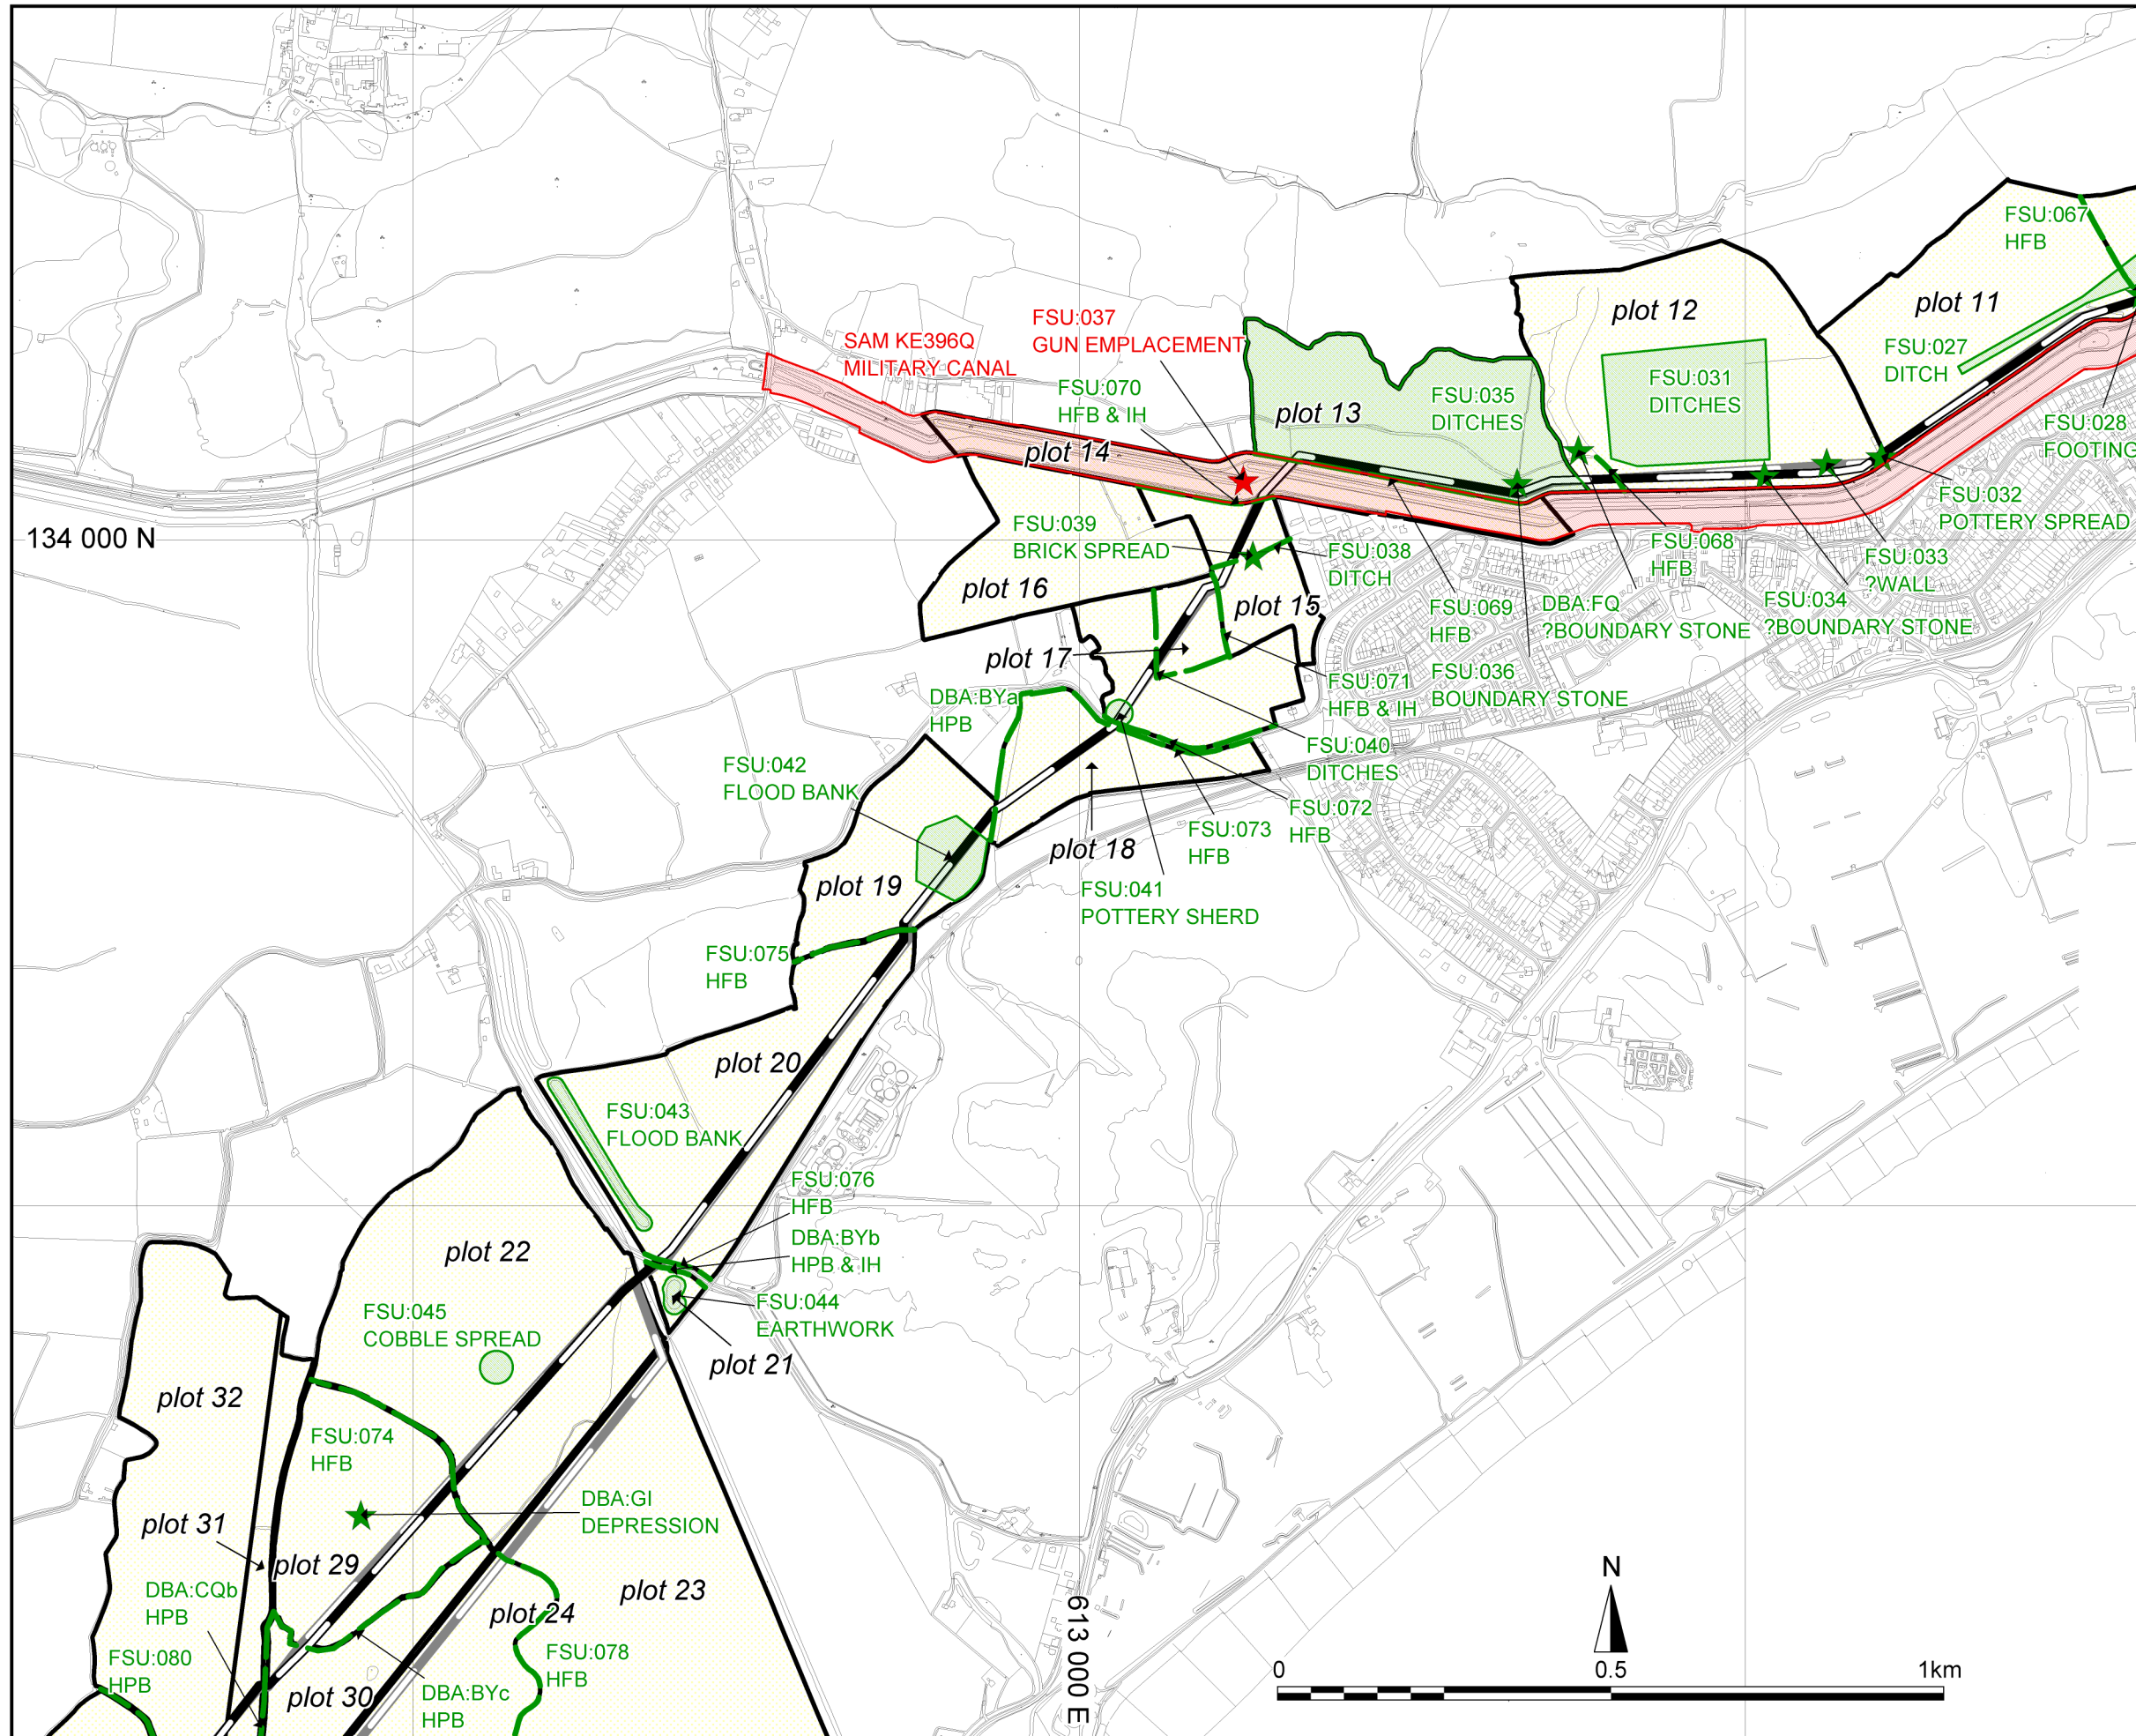 FSU:067
HFB
plot 11
plot 12
FSU:037
GUN EMPLACEMENT
SAM KE396Q
MILITARY CANAL
FSU:027
DITCH
FSU:070
HFB & IH
plot 13
FSU:035
DITCHES
FSU:031
DITCHES
FSU:028
FOOTING
plot 14
FSU:032
POTTERY SPREAD
134 000 N
FSU:039
BRICK SPREAD
FSU:038
DITCH
FSU:068
HFB
FSU:033
?WALL
plot 16
plot 15
FSU:069
HFB
DBA:FQ
?BOUNDARY STONE
FSU:034
?BOUNDARY STONE
plot 17
FSU:071
HFB & IH
FSU:036
BOUNDARY STONE
DBA:BYa
HPB
FSU:040
DITCHES
FSU:042
FLOOD BANK
FSU:072
HFB
FSU:073
HFB
plot 18
plot 19
FSU:041
POTTERY SHERD
FSU:075
HFB
plot 20
FSU:043
FLOOD BANK
FSU:076
HFB
DBA:BYb
HPB & IH
plot 22
FSU:044
EARTHWORK
FSU:045
COBBLE SPREAD
plot 21
plot 32
FSU:074
HFB
DBA:GI
DEPRESSION
plot 31
plot 29
DBA:CQb
HPB
plot 23
plot 24
FSU:078
HFB
FSU:080
HPB
plot 30
DBA:BYc
HPB
613 000 E
N
0 0.5 1km